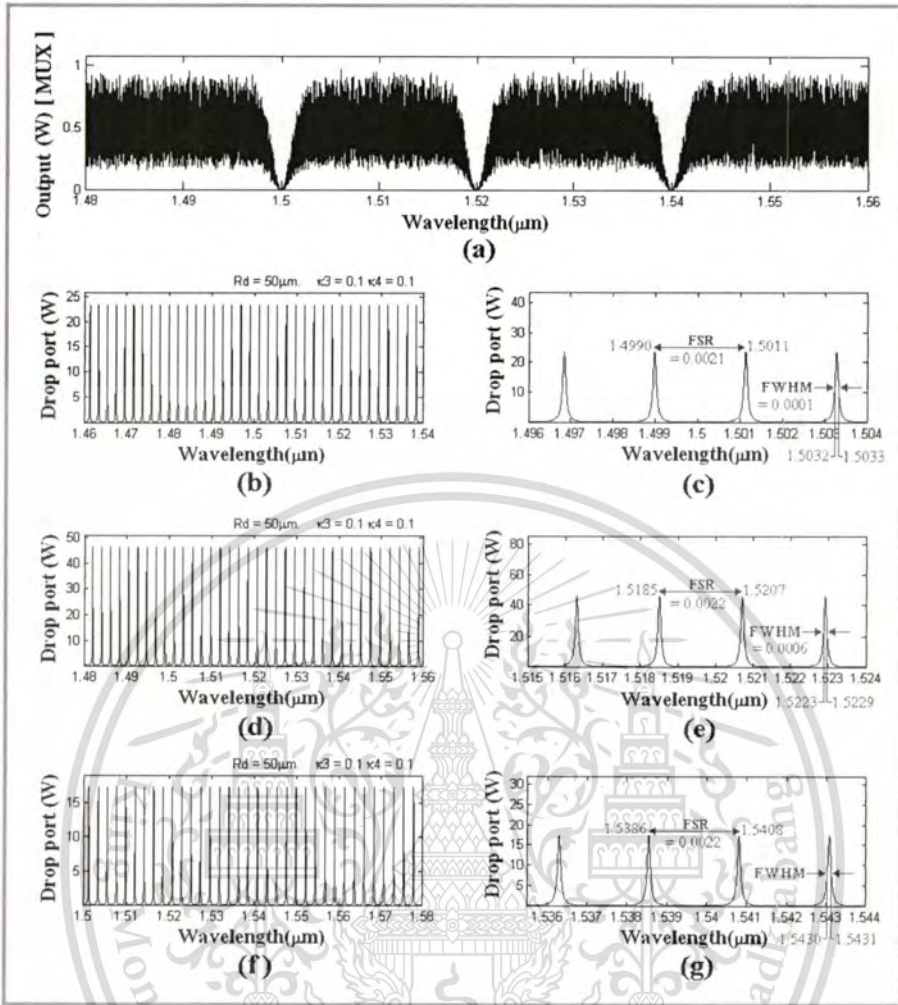 Output (W) [ MUX ]
1
0.5
0
1.48 1.49 1.5 1.51 1.52 1.53 1.54 1.55 1.56
Wavelength(μm)
(a)
Rd = 50μm. κ3 = 0.1 κ4 = 0.1
Drop port (W)
25
20
15
10
5
1.46 1.47 1.48 1.49 1.5 1.51 1.52 1.53 1.54
Wavelength(μm)
(b)
Drop port (W)
40
30
20
10
1.4990 FSR 1.5011
= 0.0021
FWHM
= 0.0001
1.496 1.497 1.498 1.499 1.5 1.501 1.502 1.503 1.504
Wavelength(μm)
1.5032 1.5033
(c)
Rd = 50μm. κ3 = 0.1 κ4 = 0.1
Drop port (W)
50
40
30
20
10
1.48 1.49 1.5 1.51 1.52 1.53 1.54 1.55 1.56
Wavelength(μm)
(d)
Drop port (W)
80
60
40
20
1.5185 FSR 1.5207
= 0.0022
FWHM
= 0.0006
1.515 1.516 1.517 1.518 1.519 1.52 1.521 1.522 1.523 1.524
Wavelength(μm)
1.5223 1.5229
(e)
Rd = 50μm. κ3 = 0.1 κ4 = 0.1
Drop port (W)
15
10
5
1.5 1.51 1.52 1.53 1.54 1.55 1.56 1.57 1.58
Wavelength(μm)
(f)
Drop port (W)
30
25
20
15
10
5
1.5386 FSR 1.5408
= 0.0022
FWHM
1.536 1.537 1.538 1.539 1.54 1.541 1.542 1.543 1.544
Wavelength(μm)
1.5430 1.5431
(g)
King Mong